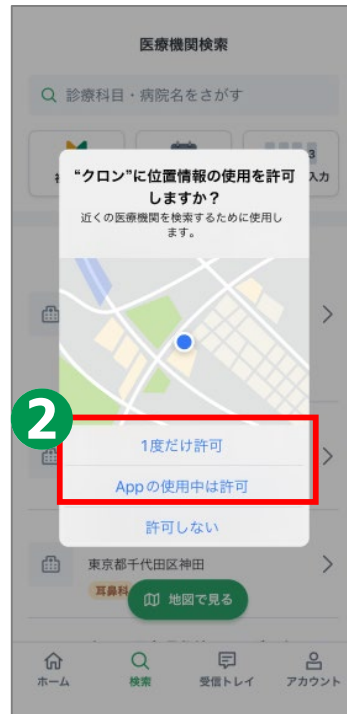 医療機関検索
診療科目・病院名をさがす
3
入力
“クロン”に位置情報の使用を許可
しますか？
近くの医療機関を検索するために使用し
ます。
2
1度だけ許可
Appの使用中は許可
許可しない
東京都千代田区神田
耳鼻科
地図で見る
ホーム
検索
受信トレイ
アカウント